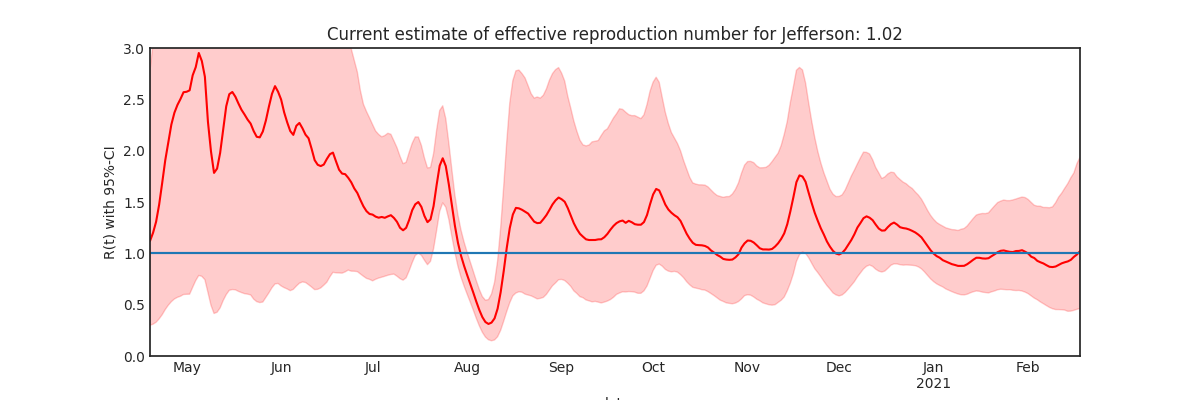 Current estimate of effective reproduction number for Jefferson: 1.02
R(t) with 95%-CI
3.0
2.5
2.0
1.5
1.0
0.5
0.0
May Jun Jul Aug Sep Oct Nov Dec Jan Feb
2021